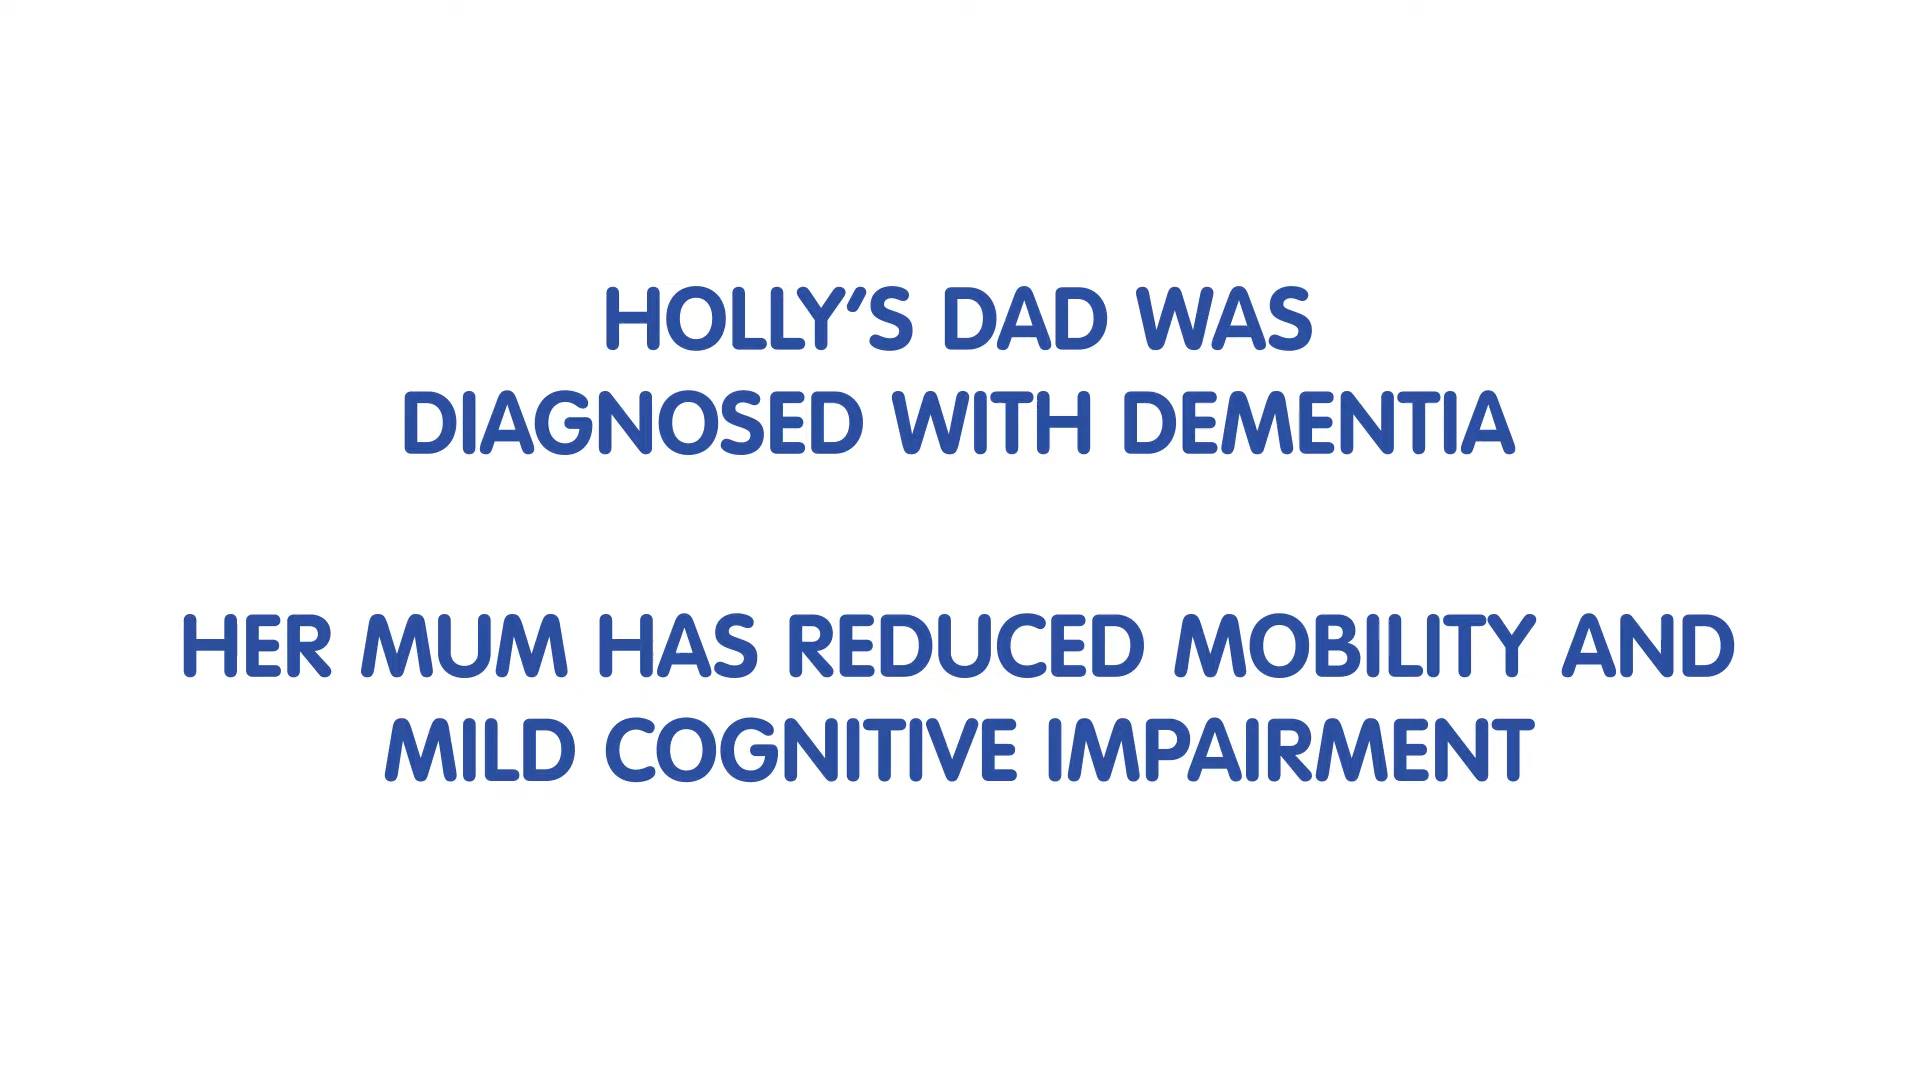 HOLLY’S DAD WAS
DIAGNOSED WITH DEMENTIA
HER MUM HAS REDUCED MOBILITY AND
MILD COGNITIVE IMPAIRMENT